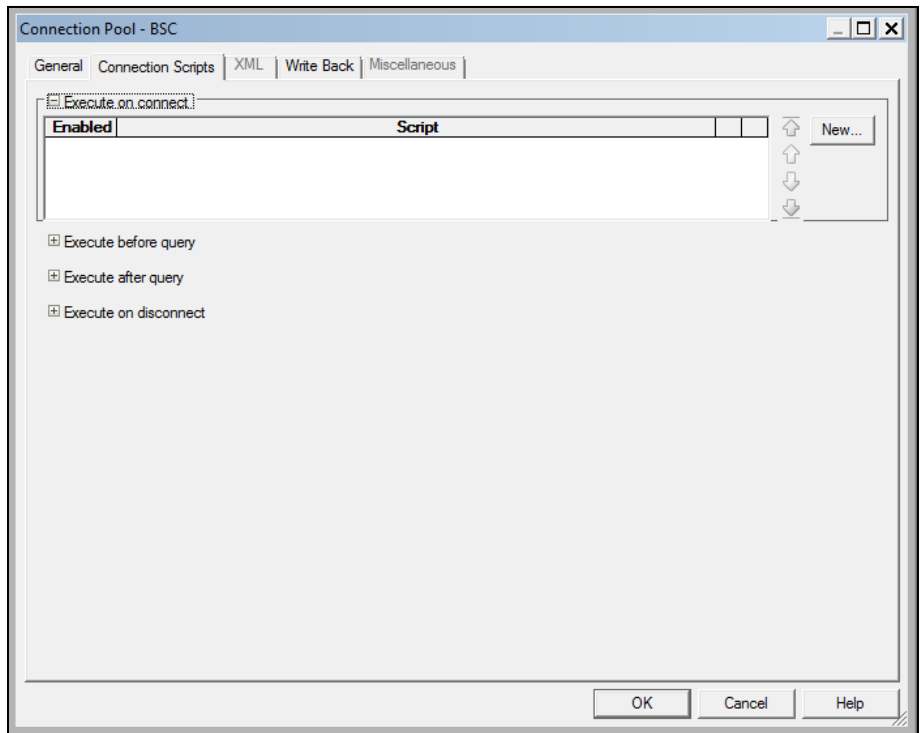 Connection Pool - BSC
General Connection Scripts XML Write Back Miscellaneous
Execute on connect
Enabled Script New...
Execute before query
Execute after query
Execute on disconnect
OK Cancel Help